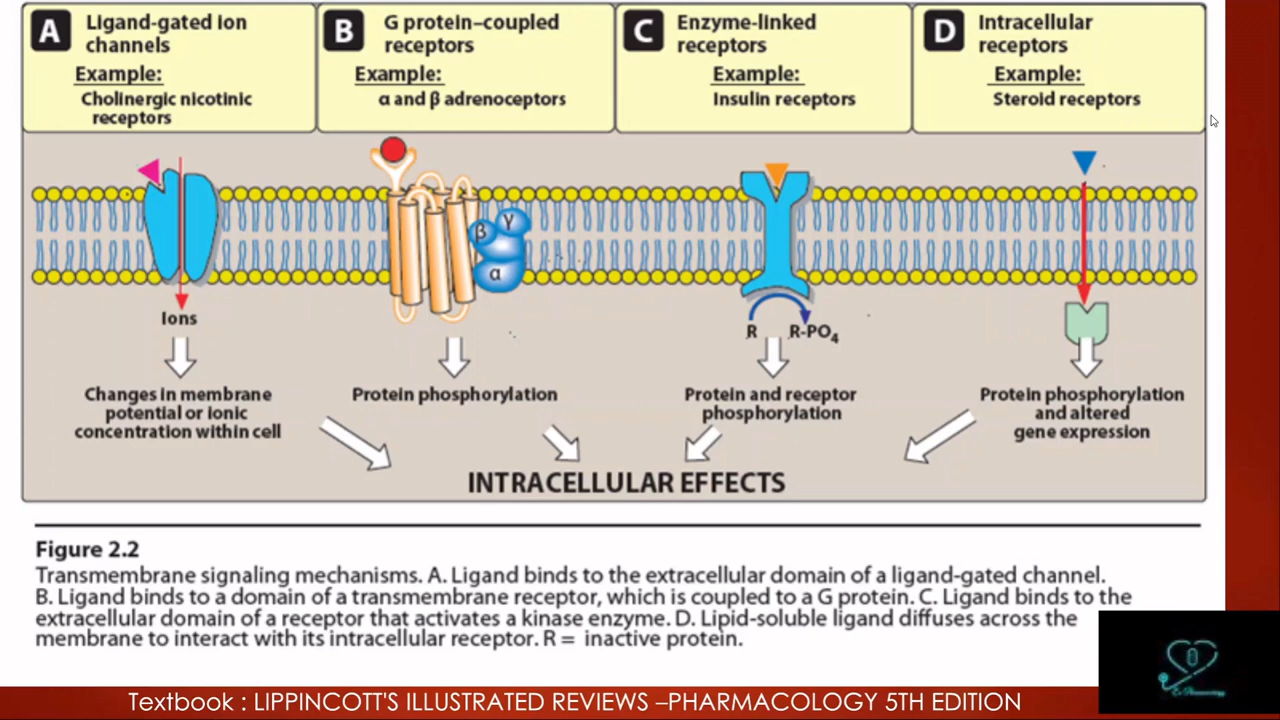 A
Ligand-gated ion
channels
Example:
Cholinergic nicotinic
receptors
B
G protein–coupled
receptors
Example:
α and β adrenoceptors
C
Enzyme-linked
receptors
Example:
Insulin receptors
D
Intracellular
receptors
Example:
Steroid receptors
β
γ
α
Ions
R R-PO4
Changes in membrane
potential or ionic
concentration within cell
Protein phosphorylation
Protein and receptor
phosphorylation
Protein phosphorylation
and altered
gene expression
INTRACELLULAR EFFECTS
Figure 2.2
Transmembrane signaling mechanisms. A. Ligand binds to the extracellular domain of a ligand-gated channel.
B. Ligand binds to a domain of a transmembrane receptor, which is coupled to a G protein. C. Ligand binds to the
extracellular domain of a receptor that activates a kinase enzyme. D. Lipid-soluble ligand diffuses across the
membrane to interact with its intracellular receptor. R = inactive protein.
Textbook : LIPPINCOTT'S ILLUSTRATED REVIEWS –PHARMACOLOGY 5TH EDITION